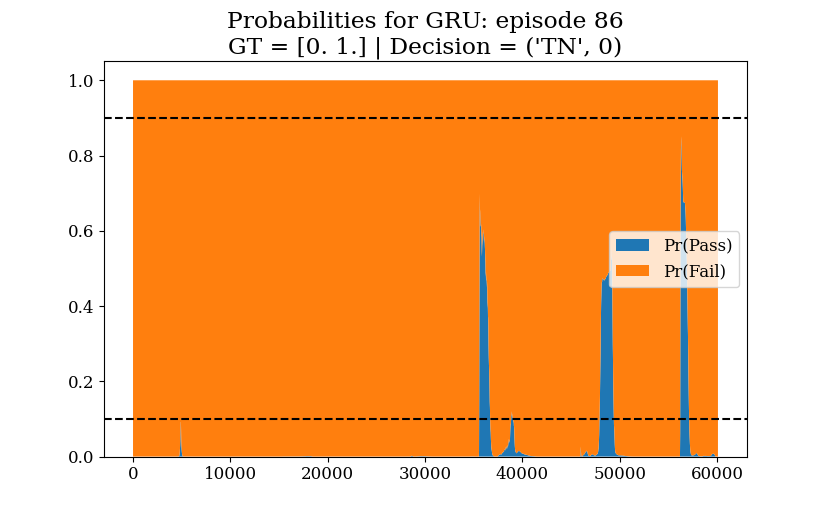 Probabilities for GRU: episode 86
GT = [0. 1.] | Decision = ('TN', 0)
1.0
0.8
0.6
0.4
0.2
0.0
Pr(Pass)
Pr(Fail)
0 10000 20000 30000 40000 50000 60000